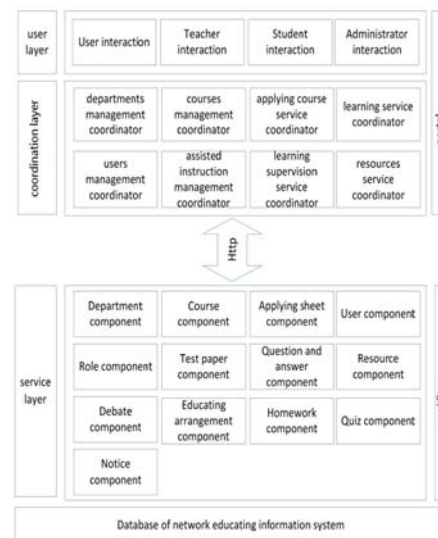 user
layer
User interaction
Teacher
interaction
Student
interaction
Administrator
interaction
coordination layer
departments
management
coordinator
courses
management
coordinator
applying course
service
coordinator
learning service
coordinator
users
management
coordinator
assisted
instruction
management
coordinator
learning
supervision
service
coordinator
resources
service
coordinator
Http
service
layer
Department
component
Course
component
Applying sheet
component
User component
Role component
Test paper
component
Question and
answer
component
Resource
component
Debate
component
Educating
arrangement
component
Homework
component
Quiz component
Notice
component
Database of network educating information system